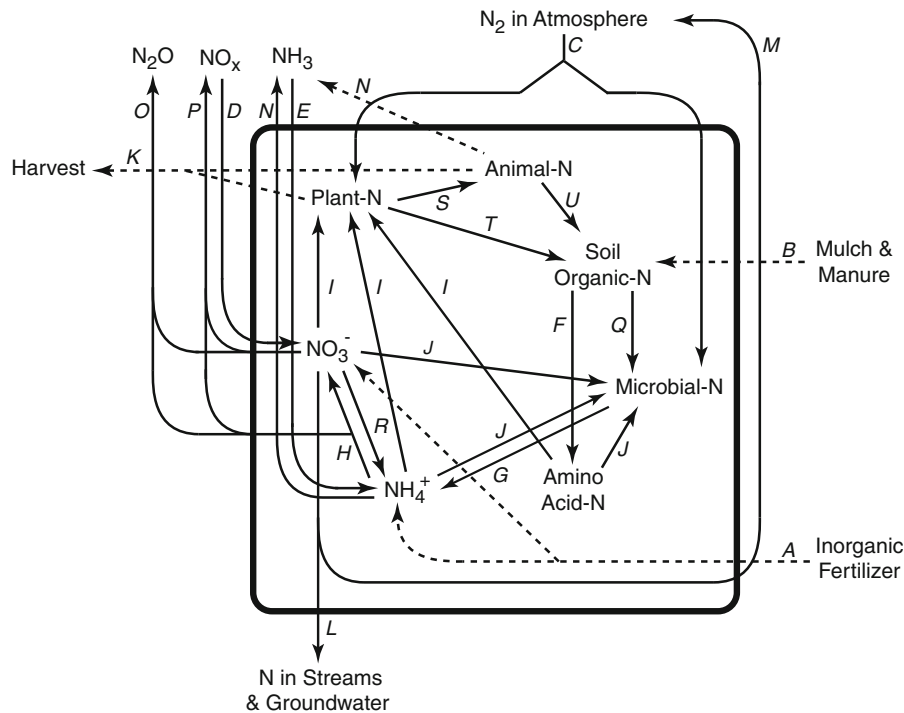 N2 in Atmosphere
C
M
N2O
NOx
NH3
N
O
P
D
N
E
Harvest
K
Animal-N
Plant-N
S
U
T
Soil
Organic-N
B
Mulch &
Manure
I
I
I
F
Q
NO3-
J
Microbial-N
R
H
J
G
J
NH4+
Amino
Acid-N
A
Inorganic
Fertilizer
L
N in Streams
& Groundwater